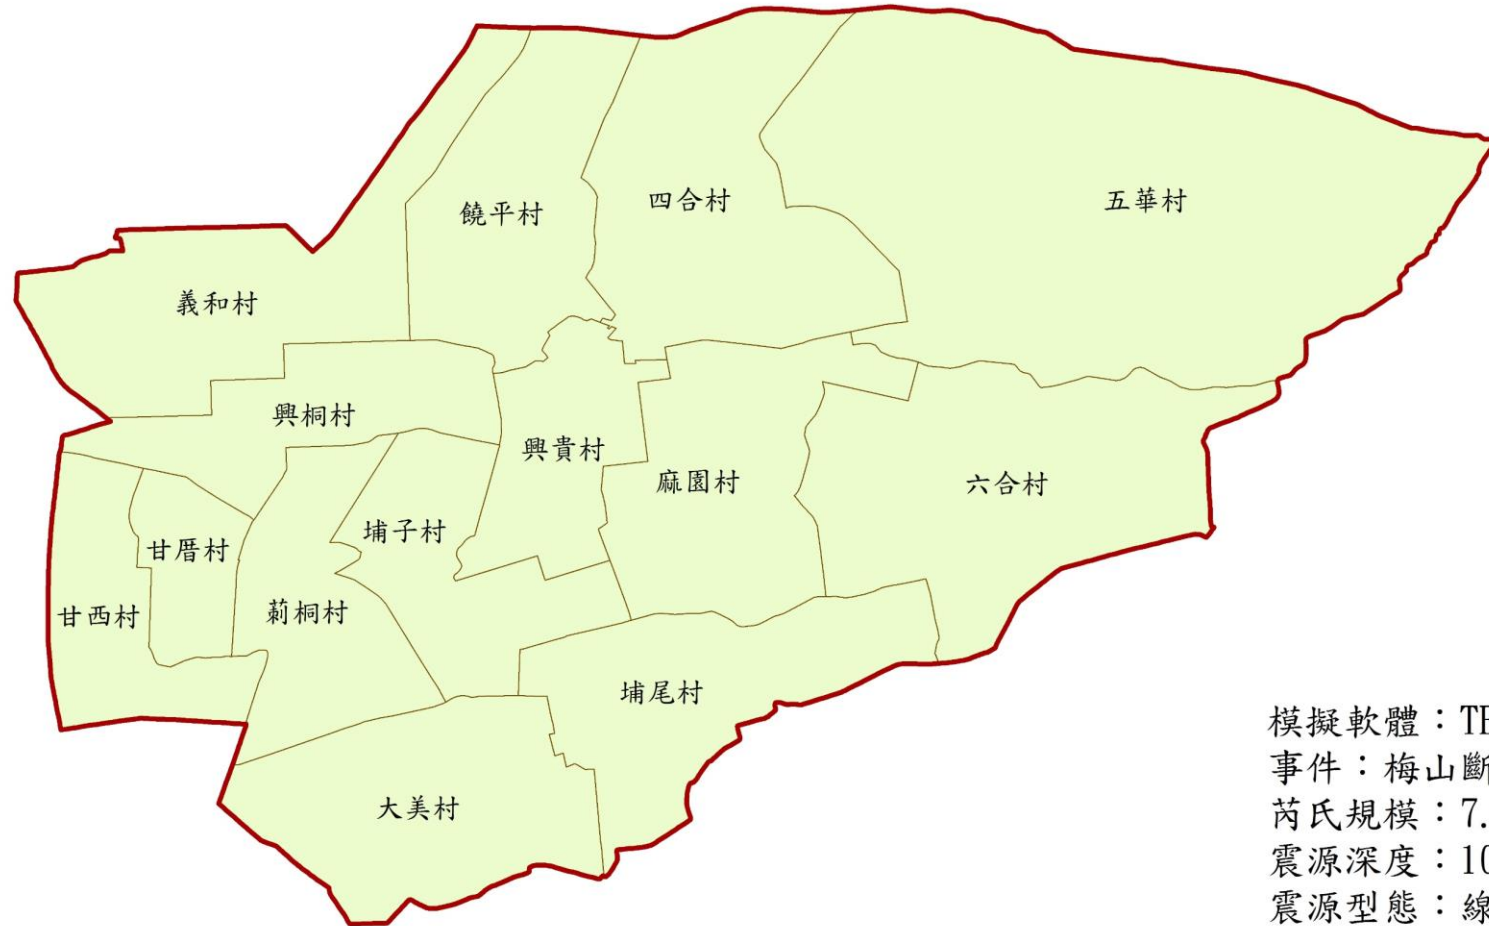 五華村
四合村
饒平村
義和村
興桐村
興貴村
麻園村
六合村
埔子村
甘厝村
莿桐村
甘西村
埔尾村
大美村
模擬軟體：TE
事件：梅山斷
芮氏規模：7.
震源深度：10
震源型態：線